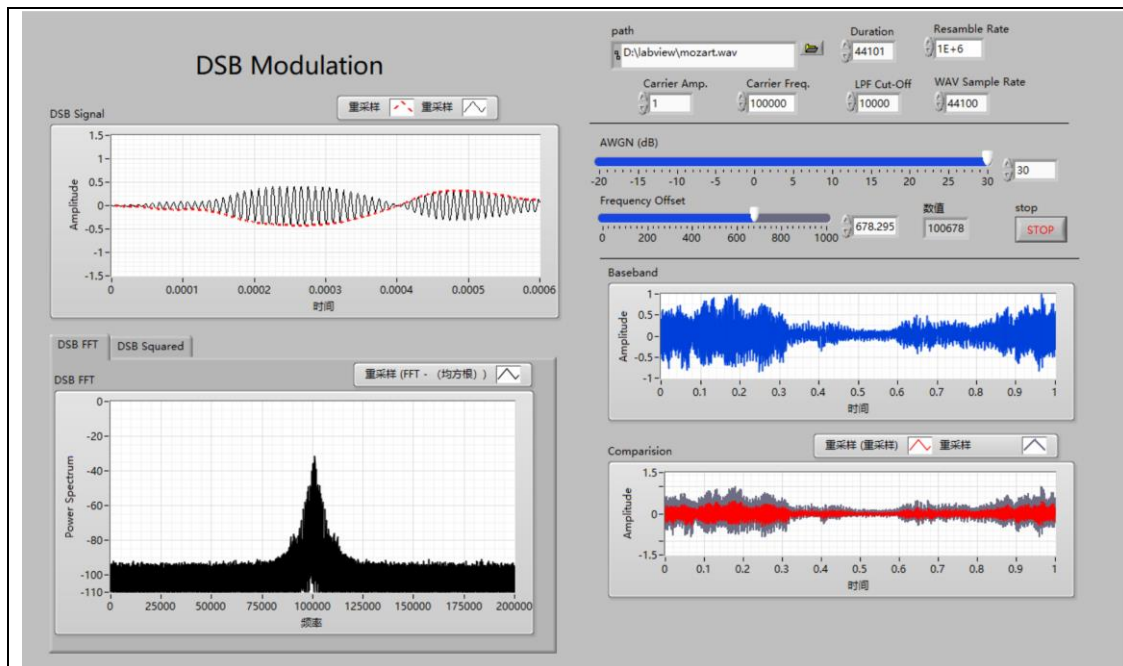 DSB Modulation
path
D:\labview\mozart.wav
Duration
44101
Resamble Rate
1E+6
Carrier Amp.
1
Carrier Freq.
100000
LPF Cut-Off
10000
WAV Sample Rate
44100
AWGN (dB)
-20 -15 -10 -5 0 5 10 15 20 25 30
30
Frequency Offset
0 200 400 600 800 1000
678.295
数值
100678
stop
STOP
DSB Signal
重采样 重采样
Amplitude
1.5
1
0.5
0
-0.5
-1
-1.5
0 0.0001 0.0002 0.0003 0.0004 0.0005 0.0006
时间
DSB FFT DSB Squared
DSB FFT
重采样 (FFT - （均方根）)
Power Spectrum
0
-20
-40
-60
-80
-100
-110
0 25000 50000 75000 100000 125000 150000 175000 200000
频率
Baseband
Amplitude
1
0.5
0
-0.5
-1
0 0.1 0.2 0.3 0.4 0.5 0.6 0.7 0.8 0.9 1
时间
Comparision
重采样 (重采样) 重采样
Amplitude
1.5
0
-1.5
0 0.1 0.2 0.3 0.4 0.5 0.6 0.7 0.8 0.9 1
时间